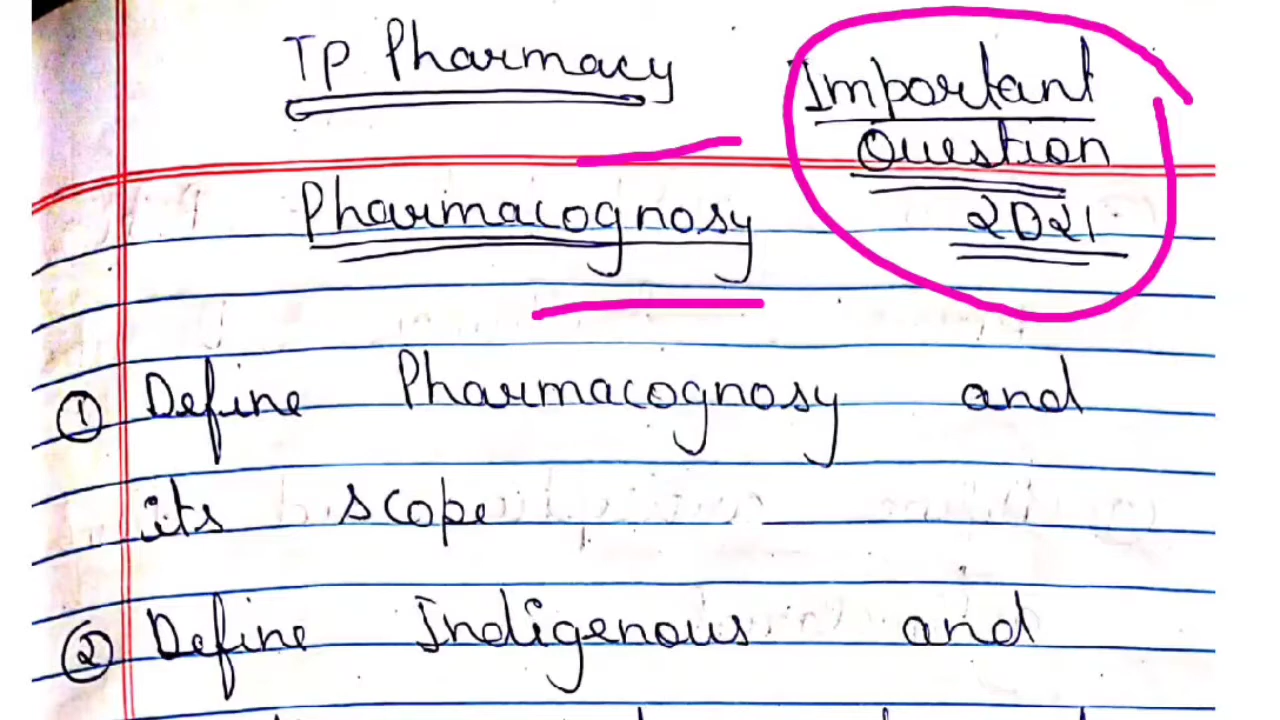 TP Pharmacy
Important
Question
2021
Pharmacognosy
① Define Pharmacognosy and
its scope
② Define Indigenous and